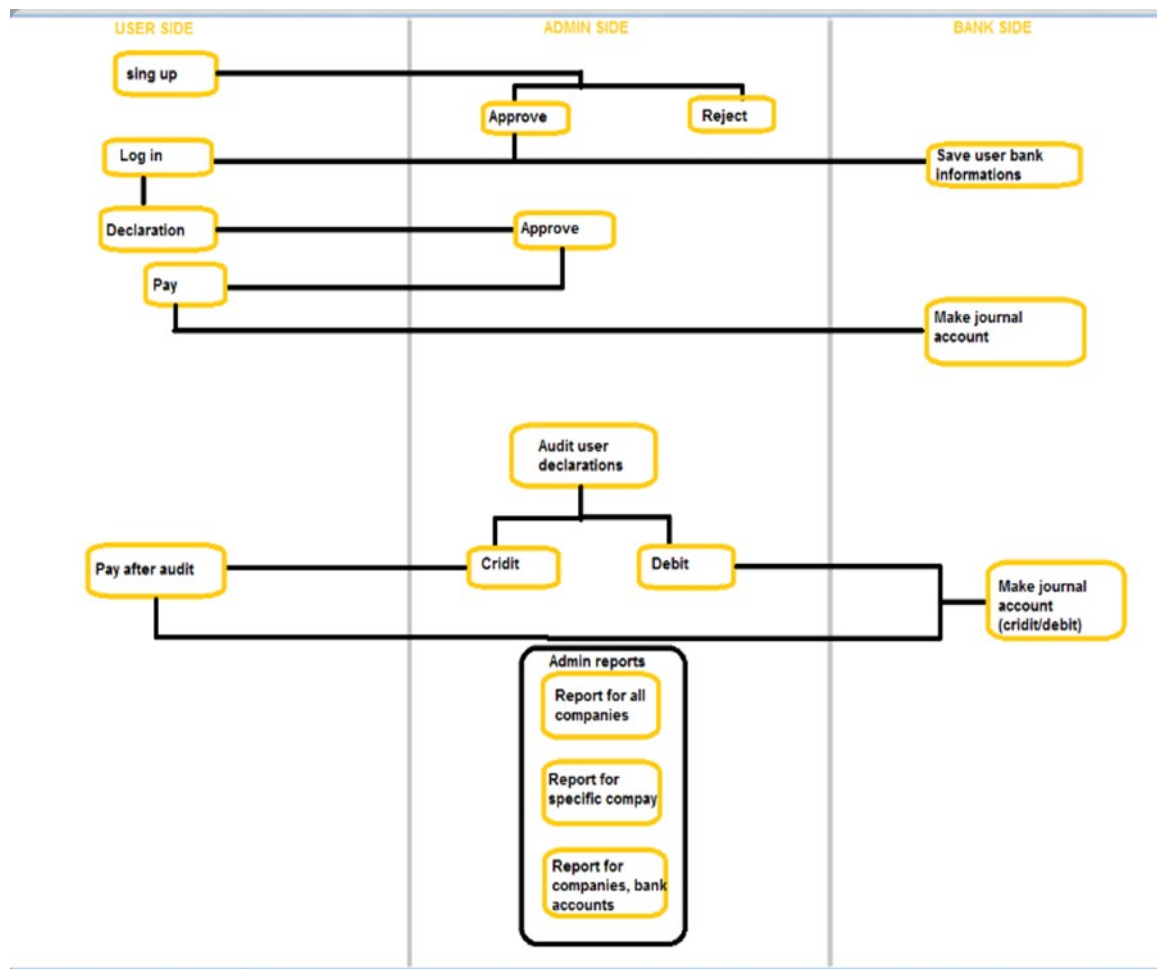 USER SIDE
ADMIN SIDE
BANK SIDE
sing up
Approve
Reject
Log in
Save user bank
informations
Declaration
Approve
Pay
Make journal
account
Audit user
declarations
Pay after audit
Cridit
Debit
Make journal
account
(cridit/debit)
Admin reports
Report for all
companies
Report for
specific compay
Report for
companies, bank
accounts